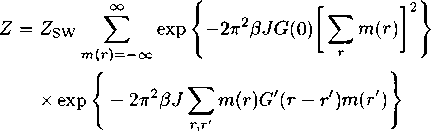 Z = Z_SW ∑_{m(r)=−∞}^{∞} exp { −2π²βJG(0) [ ∑_r m(r) ]² }
× exp { − 2π²βJ ∑_{r,r'} m(r)G'(r − r')m(r') }